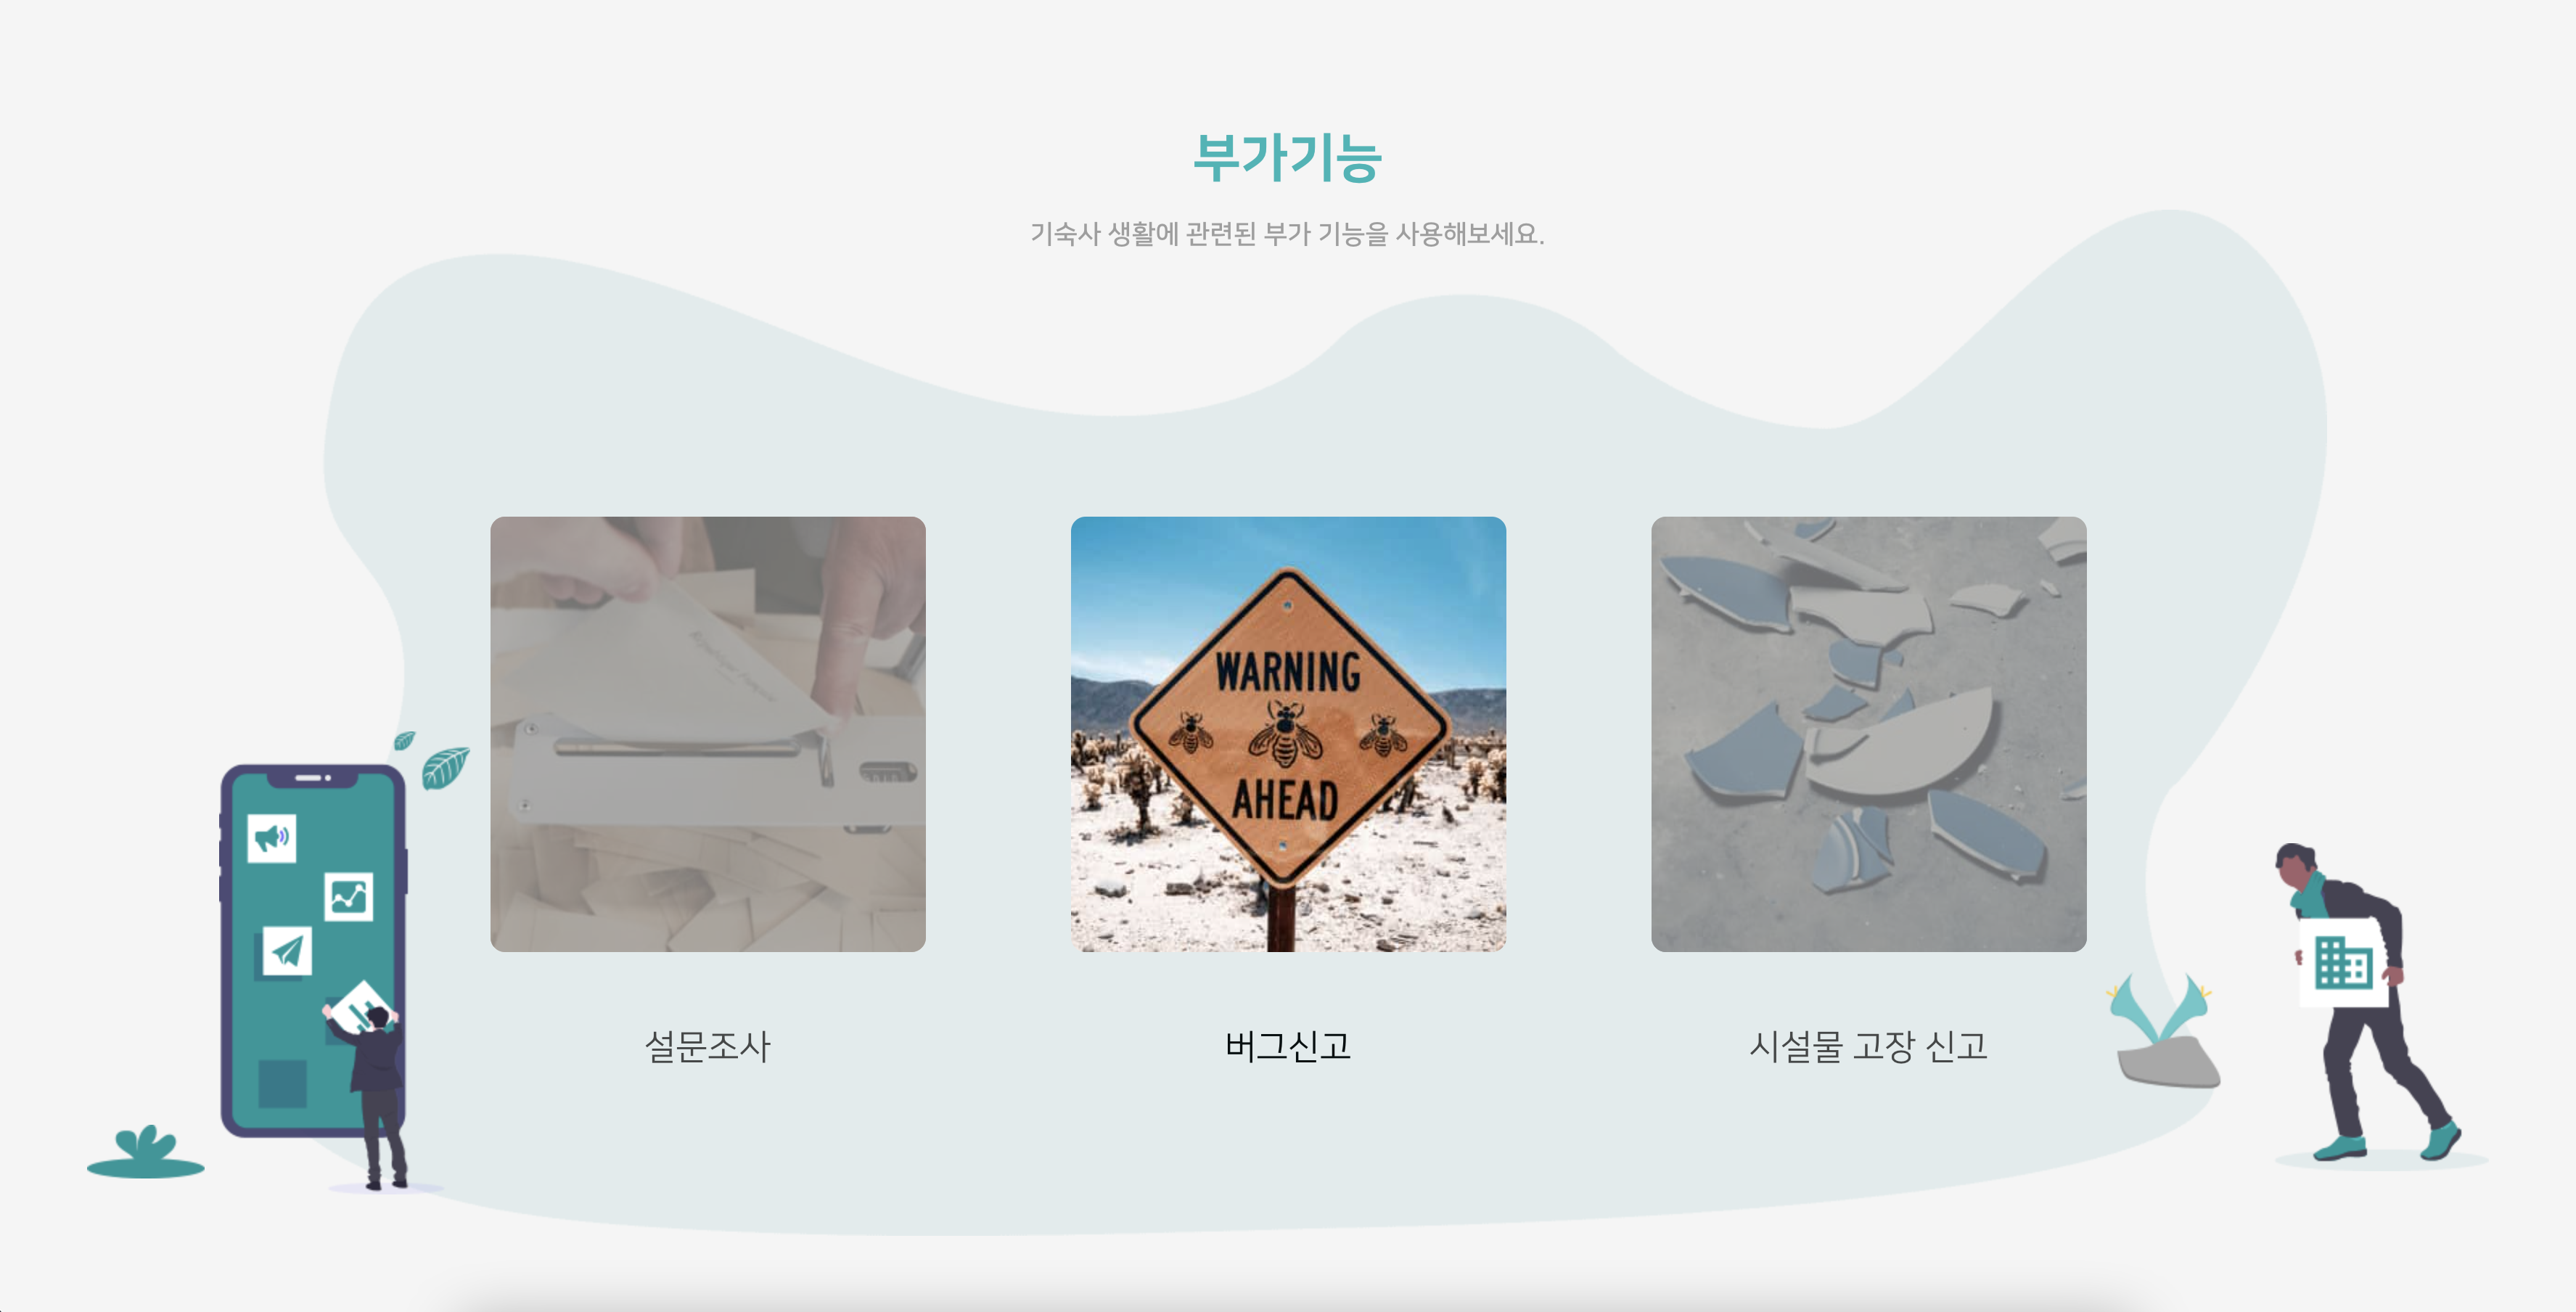 부가기능
기숙사 생활에 관련된 부가 기능을 사용해보세요.
République Française
WARNING
AHEAD
설문조사
버그신고
시설물 고장 신고